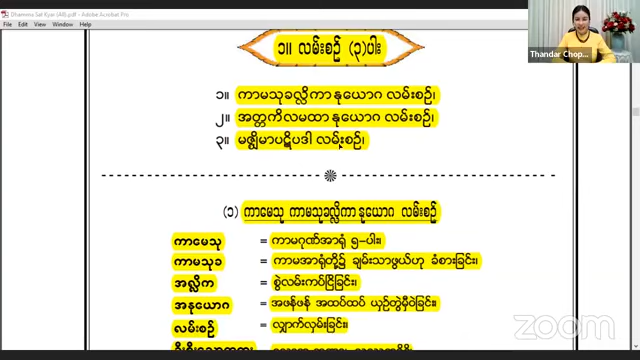 Dhammira Sat Kyar (All).pdf - Adobe Acrobat Pro
File Edit View Window Help
Thandar Chop...
၁။ လမ်းစဉ် (၃)ပါး
၁။ ကာမသုခလ္လိကာနုယောဂ လမ်းစဉ်၊
၂။ အတ္တကိလမထာနုယောဂ လမ်းစဉ်၊
၃။ မဇ္ဈိမာပဋိပဒါ လမ်းစဉ်၊
(၁) ကာမေသု ကာမသုခလ္လိကာနုယောဂ လမ်းစဉ်
ကာမေသု = ကာမဂုဏ်အာရုံ ၅-ပါး၊
ကာမသုခ = ကာမအာရုံတို့၌ ချမ်းသာဖွယ်ဟု ခံစားခြင်း၊
အလ္လိက = စွဲလမ်းကပ်ငြိခြင်း၊
အနုယောဂ = အဖန်ဖန် အထပ်ထပ် ယှဉ်တွဲမှီဝဲခြင်း၊
လမ်းစဉ် = လျှောက်လှမ်းခြင်း၊
zoom